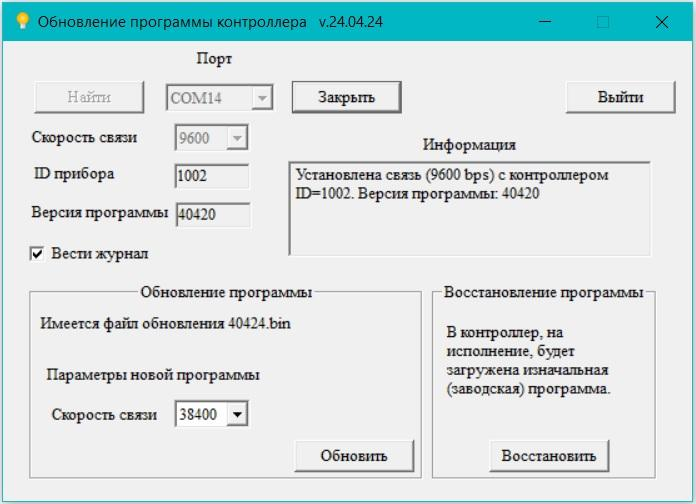 Обновление программы контроллера v.24.04.24
Порт
Найти
COM14
Закрыть
Выйти
Скорость связи
9600
Информация
ID прибора
1002
Установлена связь (9600 bps) с контроллером
ID=1002. Версия программы: 40420
Версия программы
40420
Вести журнал
Обновление программы
Имеется файл обновления 40424.bin
Параметры новой программы
Скорость связи
38400
Обновить
Восстановление программы
В контроллер, на
исполнение, будет
загружена изначальная
(заводская) программа.
Восстановить